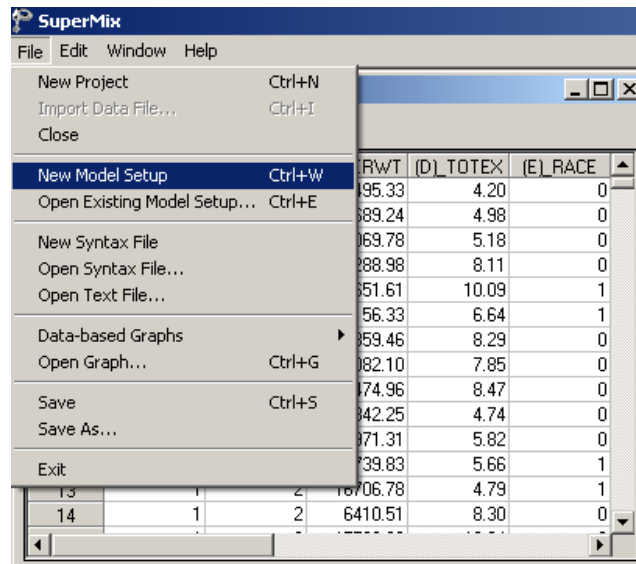 SuperMix
File Edit Window Help
New Project Ctrl+N
Import Data File... Ctrl+I
Close
New Model Setup Ctrl+W
Open Existing Model Setup... Ctrl+E
New Syntax File
Open Syntax File...
Open Text File...
Data-based Graphs
Open Graph... Ctrl+G
Save Ctrl+S
Save As...
Exit
ERWT (D)_TOTEX (E)_RACE
495.33 4.20 0
689.24 4.98 0
069.78 5.18 0
288.98 8.11 0
651.61 10.09 1
56.33 6.64 1
859.46 8.29 0
082.10 7.85 0
474.96 8.47 0
842.25 4.74 0
971.31 5.82 0
739.83 5.66 1
13 1 2 16706.78 4.79 1
14 1 2 6410.51 8.30 0